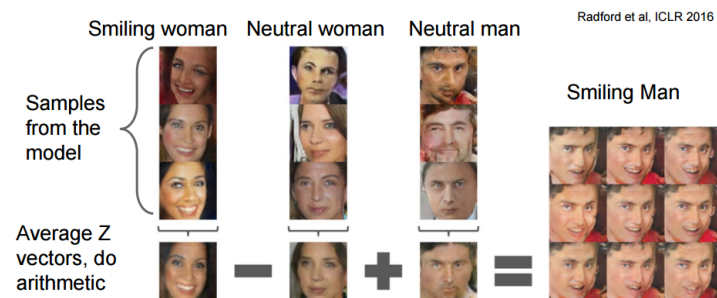 Radford et al, ICLR 2016
Smiling woman
Neutral woman
Neutral man
Samples
from the
model
Smiling Man
Average Z
vectors, do
arithmetic